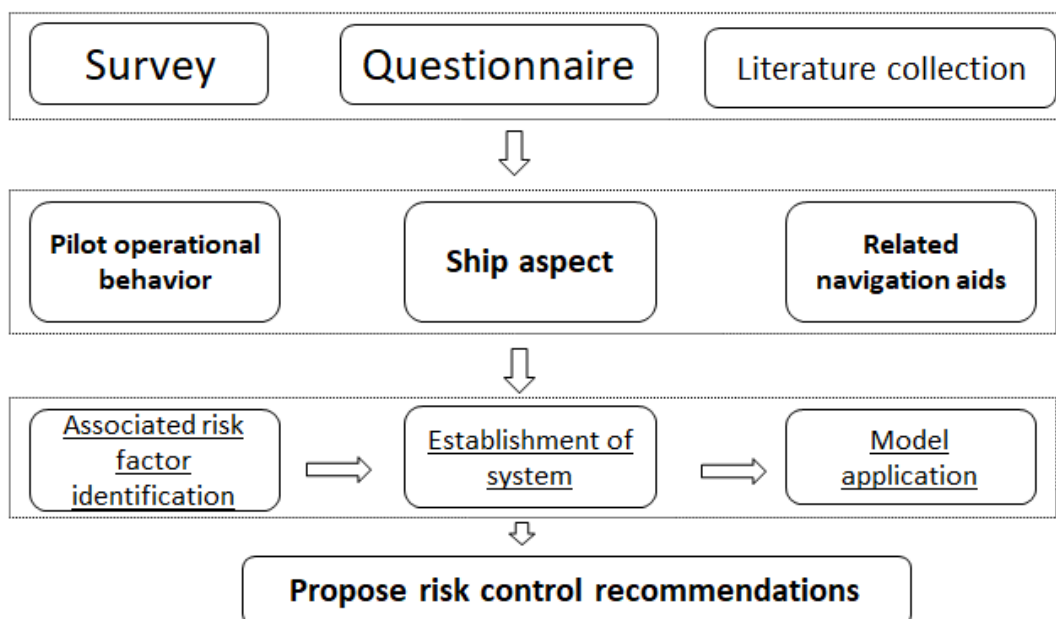 Survey
Questionnaire
Literature collection
Pilot operational
behavior
Ship aspect
Related
navigation aids
Associated risk
factor
identification
Establishment of
system
Model
application
Propose risk control recommendations